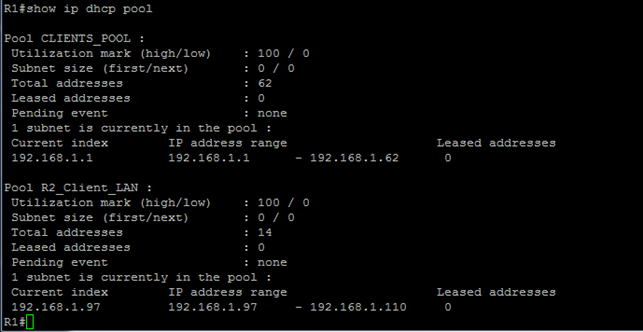 R1#show ip dhcp pool
Pool CLIENTS_POOL :
Utilization mark (high/low) : 100 / 0
Subnet size (first/next) : 0 / 0
Total addresses : 62
Leased addresses : 0
Pending event : none
1 subnet is currently in the pool :
Current index IP address range Leased addresses
192.168.1.1 192.168.1.1 - 192.168.1.62 0
Pool R2_Client_LAN :
Utilization mark (high/low) : 100 / 0
Subnet size (first/next) : 0 / 0
Total addresses : 14
Leased addresses : 0
Pending event : none
1 subnet is currently in the pool :
Current index IP address range Leased addresses
192.168.1.97 192.168.1.97 - 192.168.1.110 0
R1#